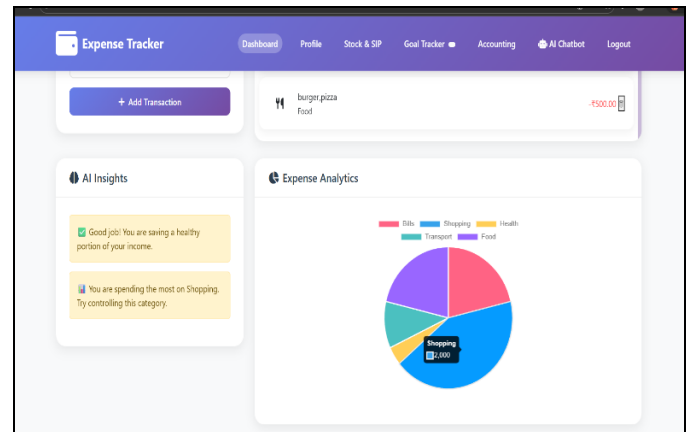 Expense Tracker
Dashboard
Profile
Stock & SIP
Goal Tracker
Accounting
AI Chatbot
Logout
+ Add Transaction
burger,pizza
Food
-₹500.00
AI Insights
Good job! You are saving a healthy
portion of your income.
You are spending the most on Shopping.
Try controlling this category.
Expense Analytics
Bills
Shopping
Health
Transport
Food
Shopping
2,000